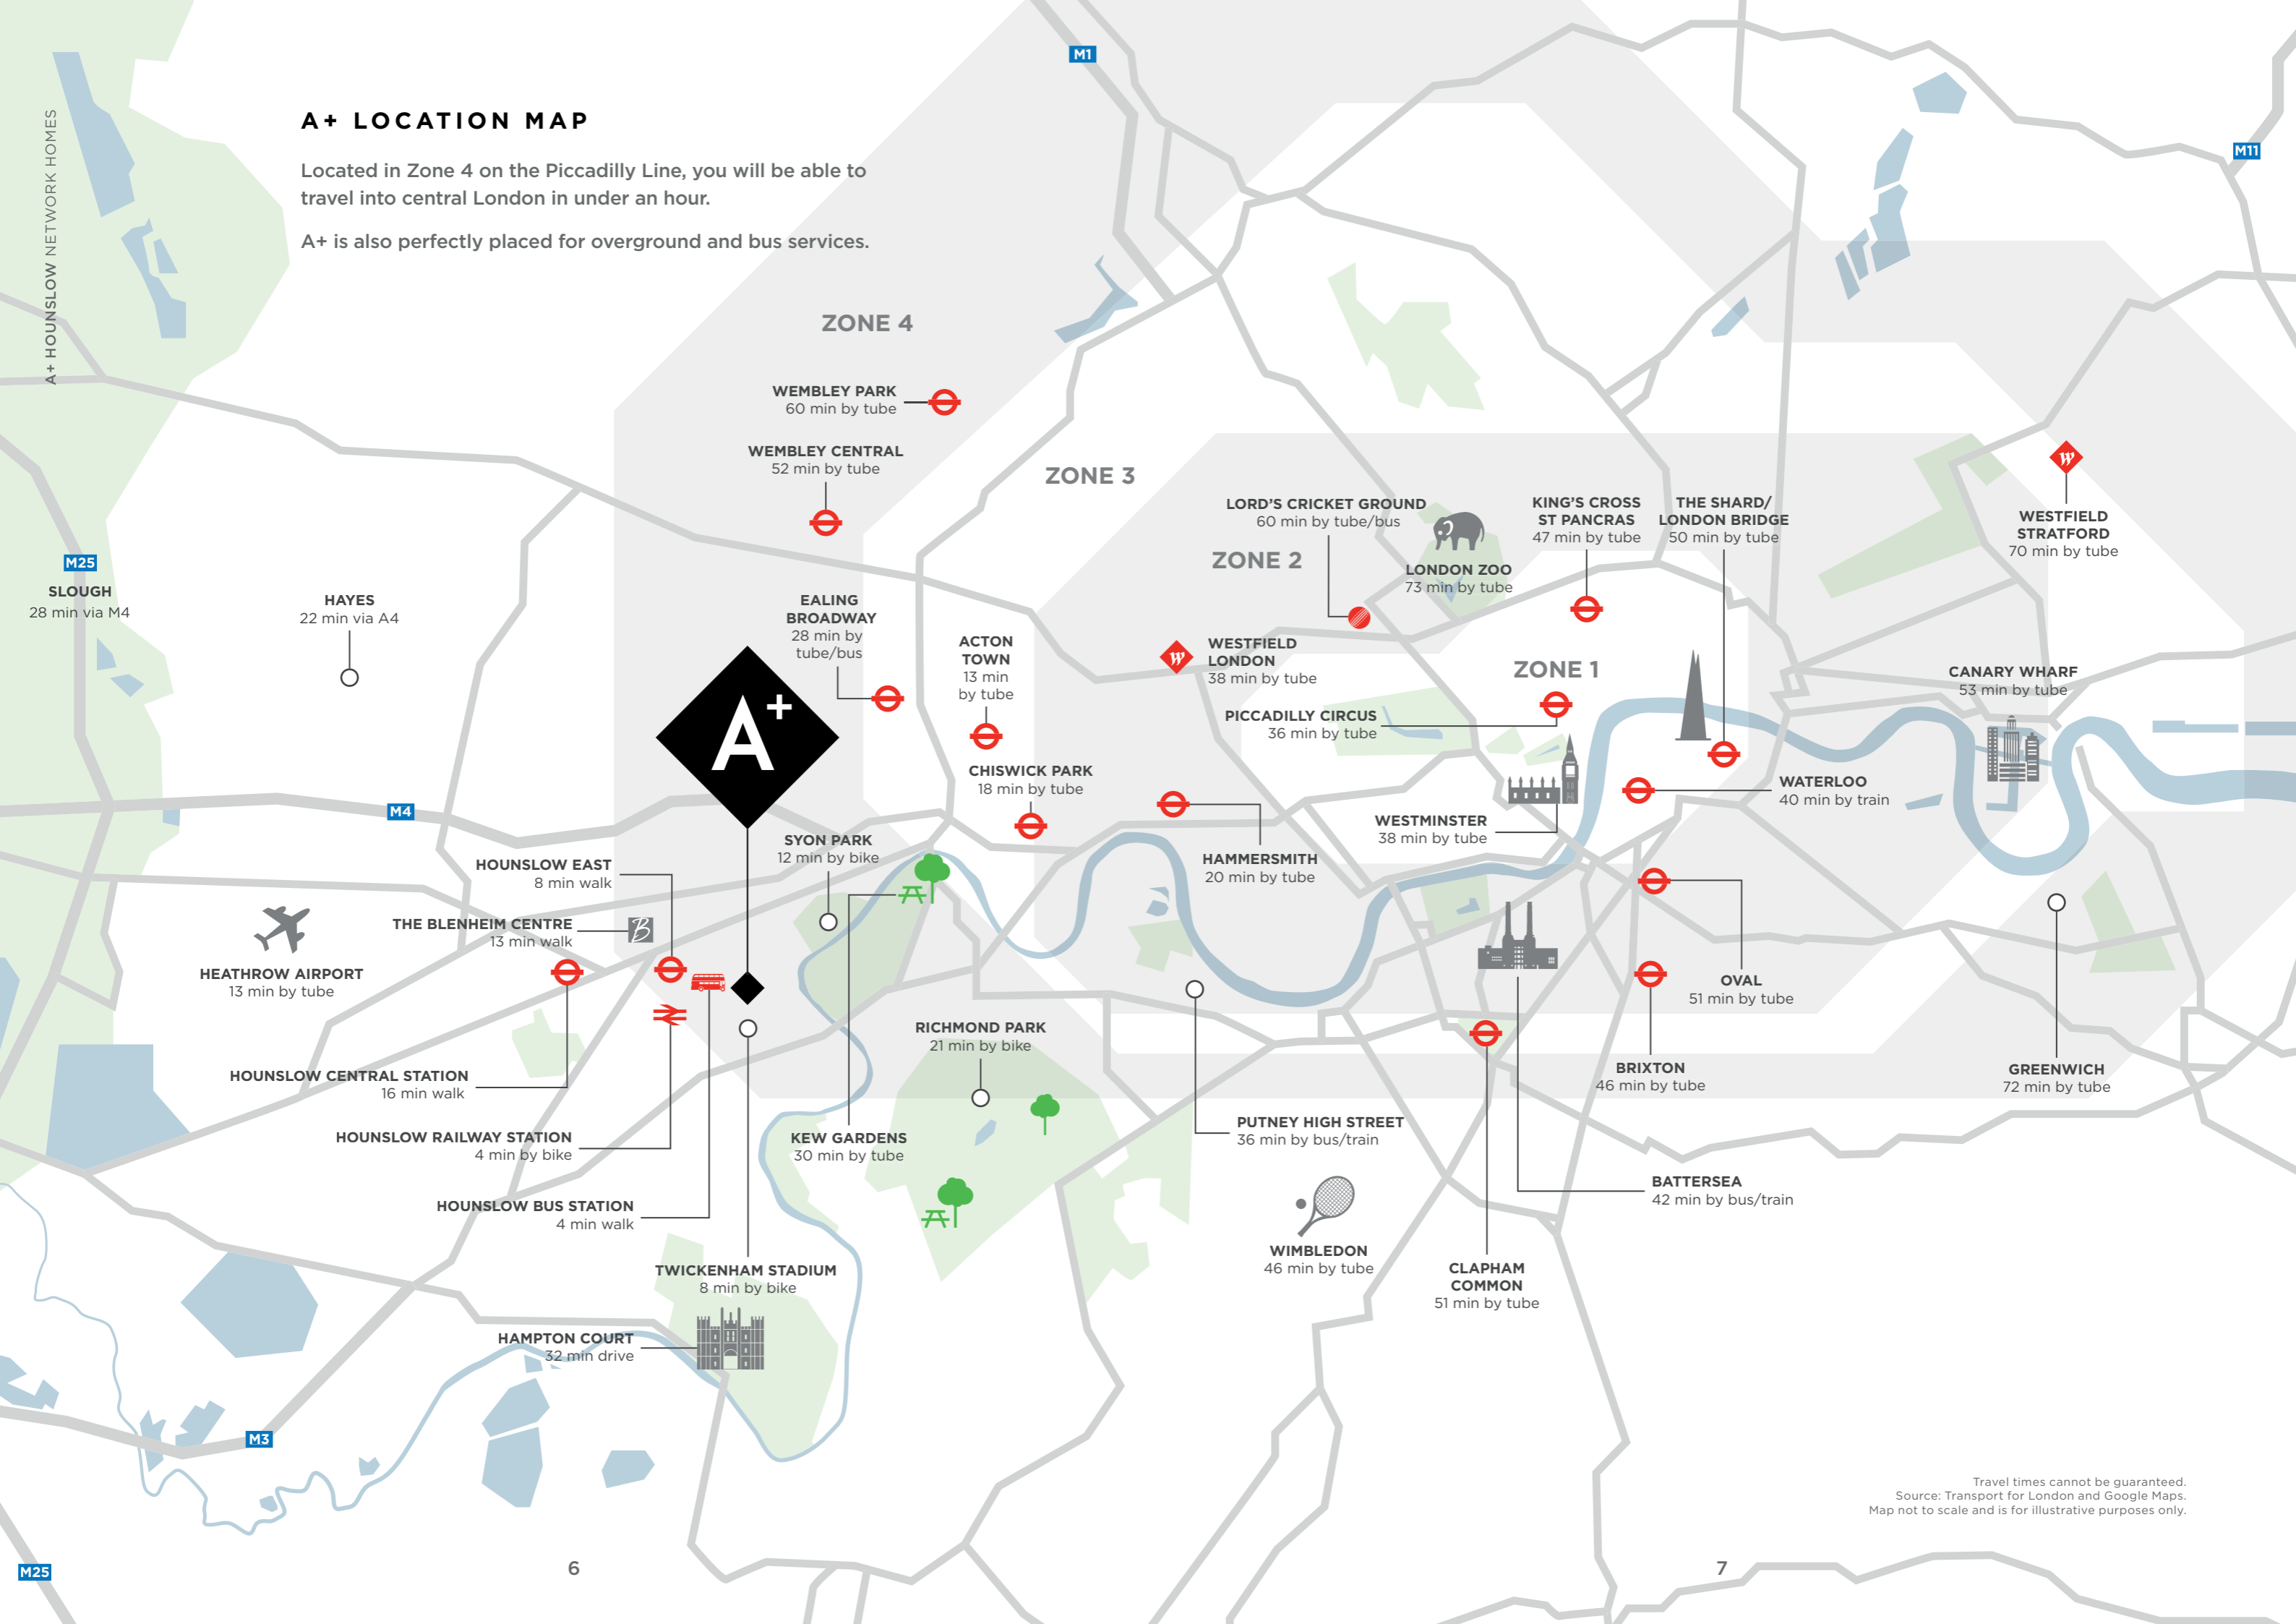 A+ HOUNSLOW NETWORK HOMES
A+ LOCATION MAP
Located in Zone 4 on the Piccadilly Line, you will be able to
travel into central London in under an hour.
A+ is also perfectly placed for overground and bus services.
M1
M11
ZONE 4
WEMBLEY PARK
60 min by tube
WEMBLEY CENTRAL
52 min by tube
ZONE 3
LORD'S CRICKET GROUND
60 min by tube/bus
ZONE 2
LONDON ZOO
73 min by tube
KING'S CROSS
ST PANCRAS
47 min by tube
THE SHARD/
LONDON BRIDGE
50 min by tube
W
WESTFIELD
STRATFORD
70 min by tube
M25
SLOUGH
28 min via M4
HAYES
22 min via A4
EALING
BROADWAY
28 min by
tube/bus
ACTON
TOWN
13 min
by tube
W
WESTFIELD
LONDON
38 min by tube
ZONE 1
CANARY WHARF
53 min by tube
A+
PICCADILLY CIRCUS
36 min by tube
CHISWICK PARK
18 min by tube
WATERLOO
40 min by train
M4
WESTMINSTER
38 min by tube
SYON PARK
12 min by bike
HAMMERSMITH
20 min by tube
HOUNSLOW EAST
8 min walk
THE BLENHEIM CENTRE
13 min walk
B
HEATHROW AIRPORT
13 min by tube
OVAL
51 min by tube
RICHMOND PARK
21 min by bike
HOUNSLOW CENTRAL STATION
16 min walk
BRIXTON
46 min by tube
GREENWICH
72 min by tube
HOUNSLOW RAILWAY STATION
4 min by bike
KEW GARDENS
30 min by tube
PUTNEY HIGH STREET
36 min by bus/train
HOUNSLOW BUS STATION
4 min walk
BATTERSEA
42 min by bus/train
TWICKENHAM STADIUM
8 min by bike
WIMBLEDON
46 min by tube
CLAPHAM
COMMON
51 min by tube
HAMPTON COURT
32 min drive
M3
Travel times cannot be guaranteed.
Source: Transport for London and Google Maps.
Map not to scale and is for illustrative purposes only.
M25
6
7